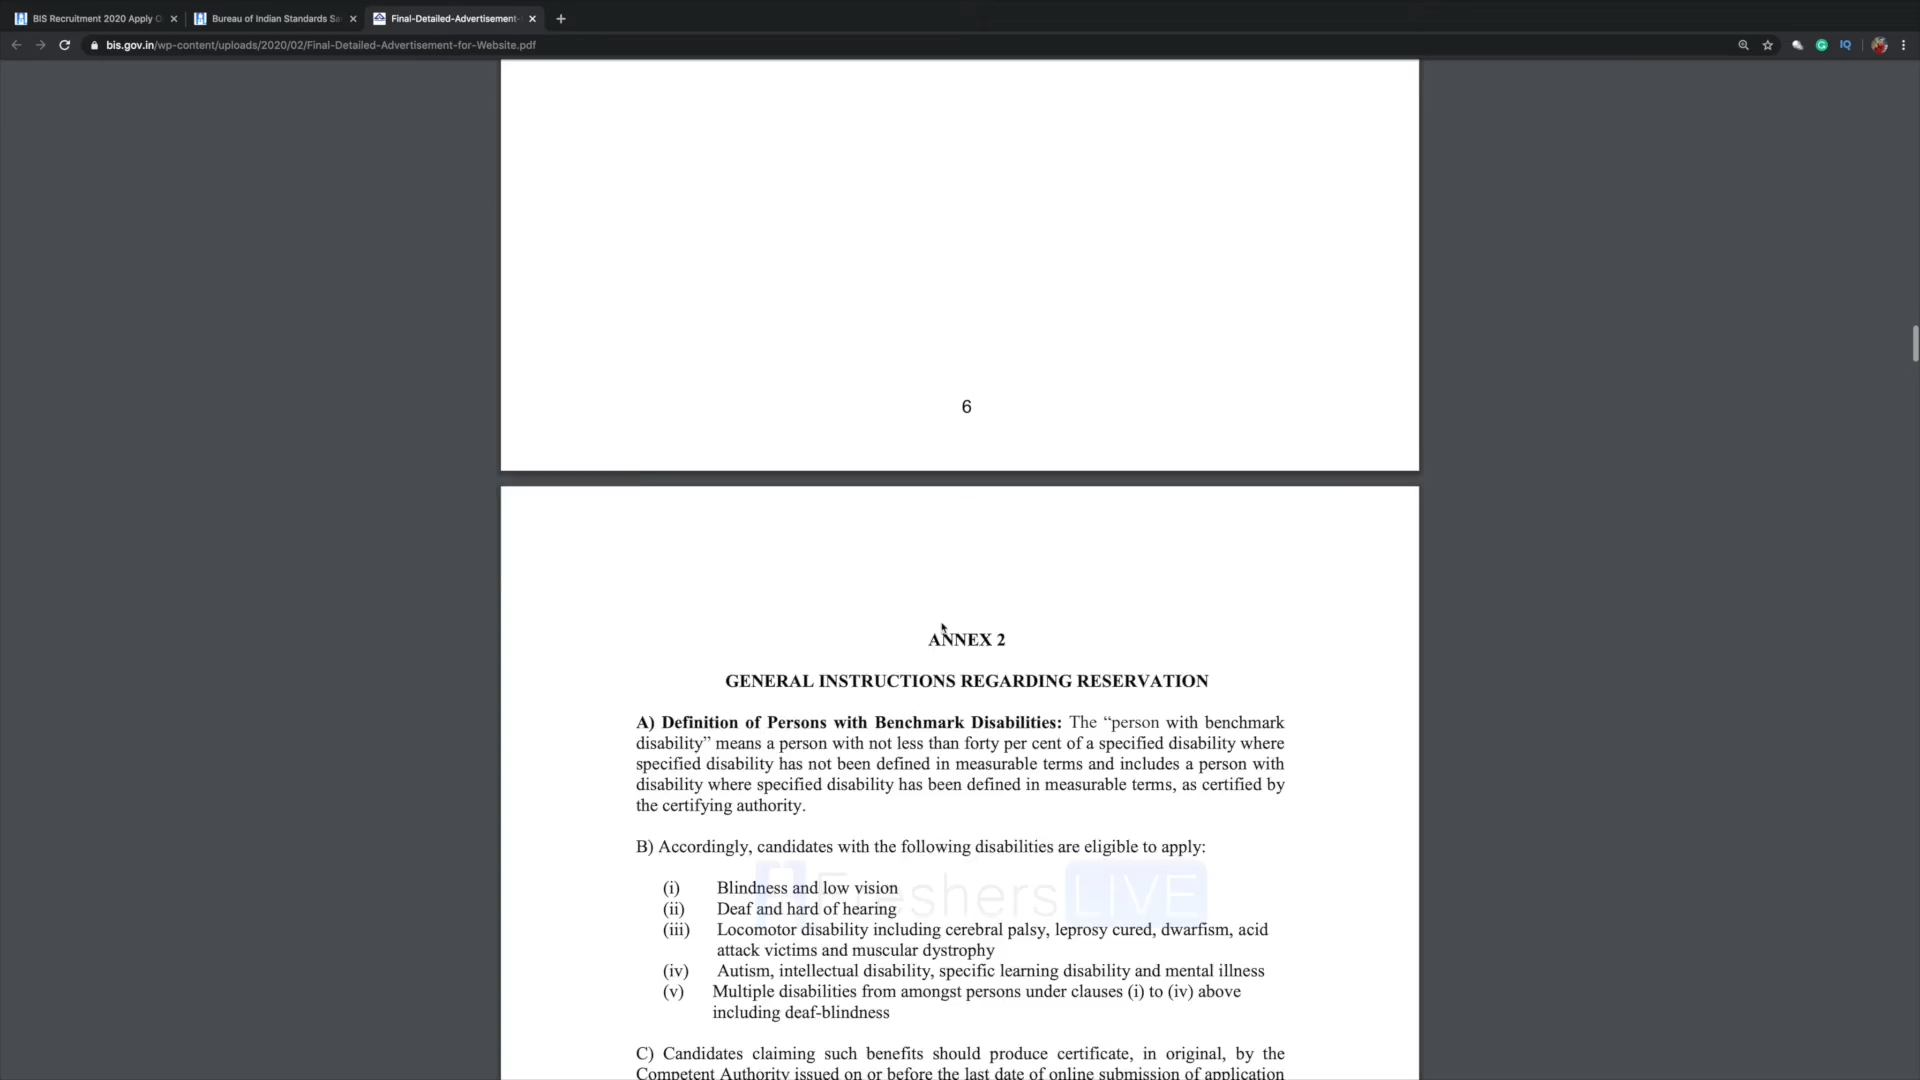 BIS Recruitment 2020 Apply O
Bureau of Indian Standards Sa
Final-Detailed-Advertisement-
bis.gov.in/wp-content/uploads/2020/02/Final-Detailed-Advertisement-for-Website.pdf
IQ
6
ANNEX 2
GENERAL INSTRUCTIONS REGARDING RESERVATION
A) Definition of Persons with Benchmark Disabilities: The “person with benchmark
disability” means a person with not less than forty per cent of a specified disability where
specified disability has not been defined in measurable terms and includes a person with
disability where specified disability has been defined in measurable terms, as certified by
the certifying authority.
B) Accordingly, candidates with the following disabilities are eligible to apply:
(i) Blindness and low vision
FreshersLIVE
(ii) Deaf and hard of hearing
(iii) Locomotor disability including cerebral palsy, leprosy cured, dwarfism, acid
attack victims and muscular dystrophy
(iv) Autism, intellectual disability, specific learning disability and mental illness
(v) Multiple disabilities from amongst persons under clauses (i) to (iv) above
including deaf-blindness
C) Candidates claiming such benefits should produce certificate, in original, by the
Competent Authority issued on or before the last date of online submission of application